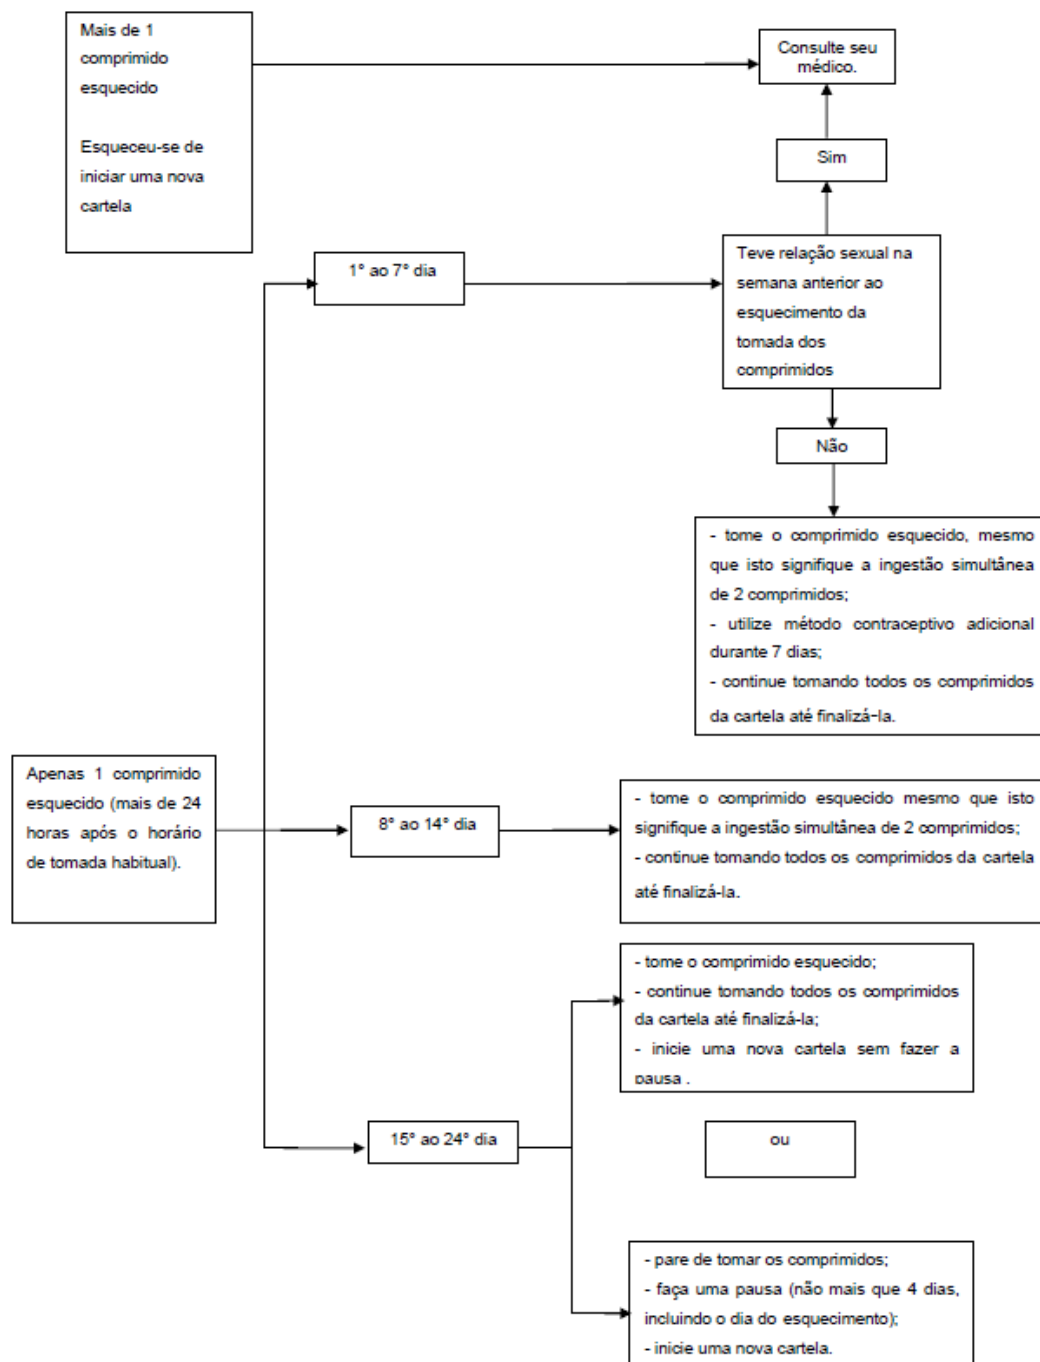 Mais de 1
comprimido
esquecido
Esqueceu-se de
iniciar uma nova
cartela
Consulte seu
médico.
Sim
1° ao 7° dia
Teve relação sexual na
semana anterior ao
esquecimento da
tomada dos
comprimidos
Não
- tome o comprimido esquecido, mesmo
que isto signifique a ingestão simultânea
de 2 comprimidos;
- utilize método contraceptivo adicional
durante 7 dias;
- continue tomando todos os comprimidos
da cartela até finalizá-la.
Apenas 1 comprimido
esquecido (mais de 24
horas após o horário
de tomada habitual).
8° ao 14° dia
- tome o comprimido esquecido mesmo que isto
signifique a ingestão simultânea de 2 comprimidos;
- continue tomando todos os comprimidos da cartela
até finalizá-la.
- tome o comprimido esquecido;
- continue tomando todos os comprimidos
da cartela até finalizá-la;
- inicie uma nova cartela sem fazer a
pausa .
15° ao 24° dia
ou
- pare de tomar os comprimidos;
- faça uma pausa (não mais que 4 dias,
incluindo o dia do esquecimento);
- inicie uma nova cartela.